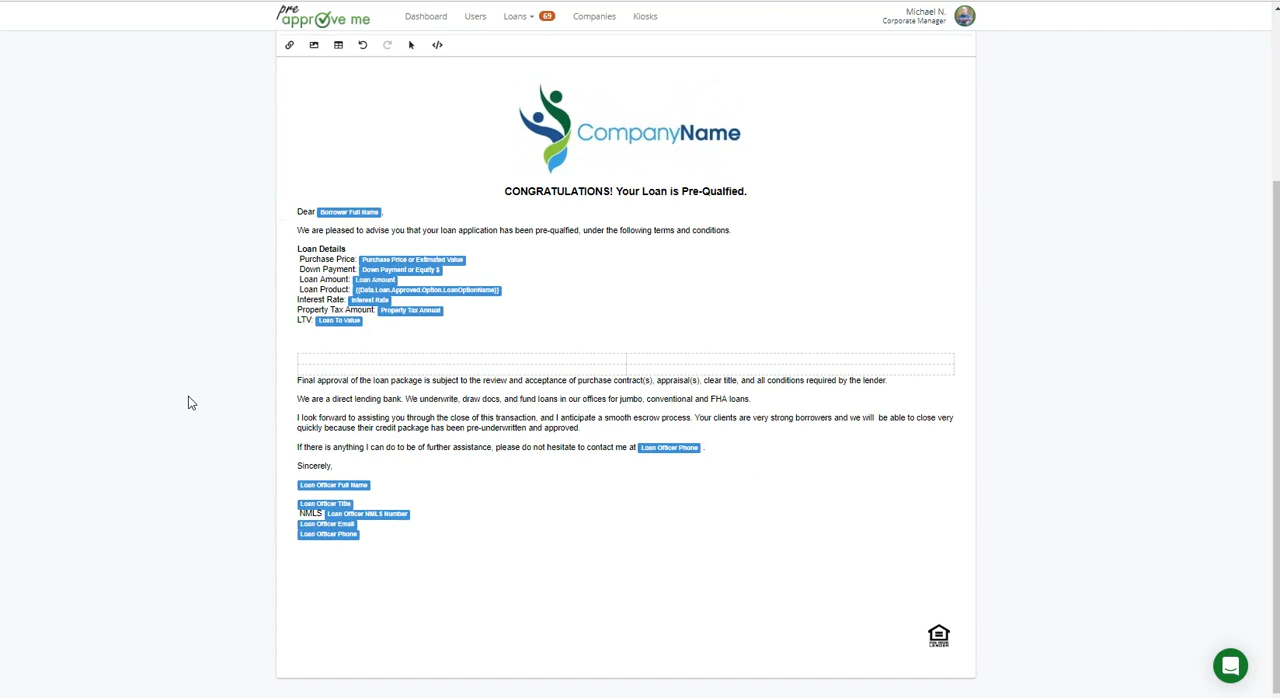 pre
approve me
Dashboard Users Loans 69 Companies Kiosks
Michael N.
Corporate Manager
CompanyName
CONGRATULATIONS! Your Loan is Pre-Qualfied.
Dear Borrower Full Name,
We are pleased to advise you that your loan application has been pre-qualfied, under the following terms and conditions.
Loan Details
Purchase Price: Purchase Price or Estimated Value
Down Payment: Down Payment or Equity $
Loan Amount: Loan Amount
Loan Product: {{Data.Loan.Approved.Option.LoanOptionName}}
Interest Rate: Interest Rate
Property Tax Amount: Property Tax Annual
LTV: Loan To Value
Final approval of the loan package is subject to the review and acceptance of purchase contract(s), appraisal(s), clear title, and all conditions required by the lender.
We are a direct lending bank. We underwrite, draw docs, and fund loans in our offices for jumbo, conventional and FHA loans.
I look forward to assisting you through the close of this transaction, and I anticipate a smooth escrow process. Your clients are very strong borrowers and we will be able to close very
quickly because their credit package has been pre-underwritten and approved.
If there is anything I can do to be of further assistance, please do not hesitate to contact me at Loan Officer Phone .
Sincerely,
Loan Officer Full Name
Loan Officer Title
NMLS Loan Officer NMLS Number
Loan Officer Email
Loan Officer Phone
LENDER